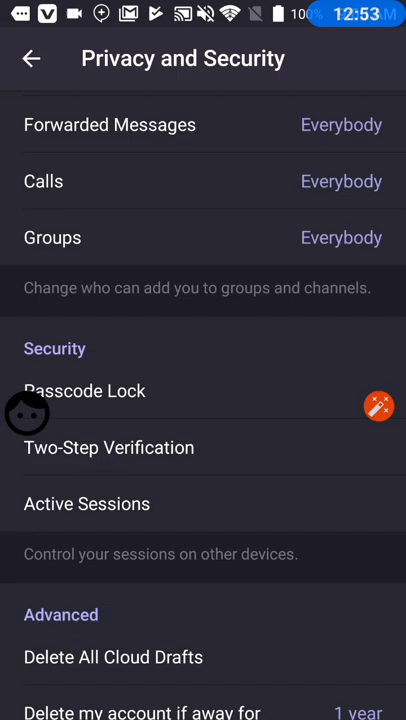 100%
12:53
Privacy and Security
Forwarded Messages Everybody
Calls Everybody
Groups Everybody
Change who can add you to groups and channels.
Security
Passcode Lock
Two-Step Verification
Active Sessions
Control your sessions on other devices.
Advanced
Delete All Cloud Drafts
Delete my account if away for 1 year